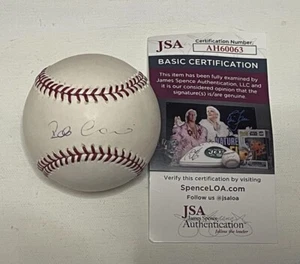 JSA
Certification Number
AH60063
BASIC CERTIFICATION
This item has been fully examined by
James Spence Authentication, LLC and
it is our considered opinion that the
signature(s) is/are genuine.
Verify this certification by visiting
SpenceLOA.com
Follow us @jsaloa
JSA
James Spence
Authentication